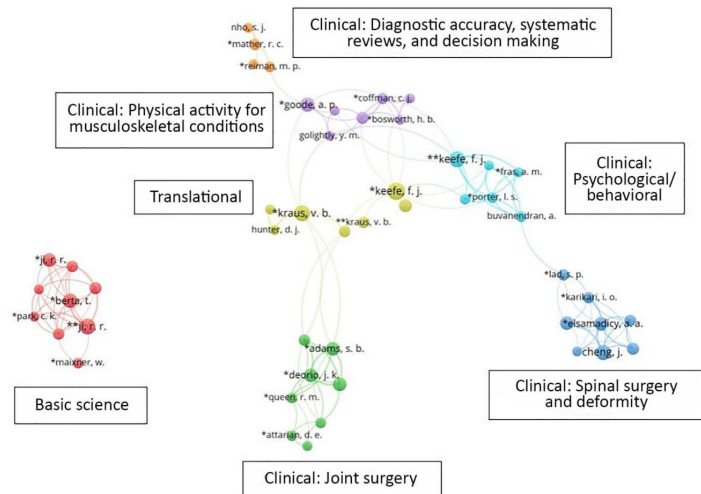 nho, s. j.
*mather, r. c.
*reiman, m. p.
Clinical: Diagnostic accuracy, systematic
reviews, and decision making
Clinical: Physical activity for
musculoskeletal conditions
*goode, a. p.
*coffman, c. j.
*bosworth, h. b.
golightly, y. m.
**keefe, f. j.
*fras, a. m.
*porter, l. s.
buvanendran, a.
Clinical:
Psychological/
behavioral
Translational
*keefe, f. j.
*kraus, v. b.
hunter, d. j.
**kraus, v. b.
*ji, r. r.
*berta, t.
*park, c. k.
**ji, r. r.
*maixner, w.
Basic science
*lad, s. p.
*karikari, i. o.
*elsamadicy, a. a.
cheng, j.
Clinical: Spinal surgery
and deformity
*adams, s. b.
*deorio, j. k.
*queen, r. m.
*attarian, d. e.
Clinical: Joint surgery